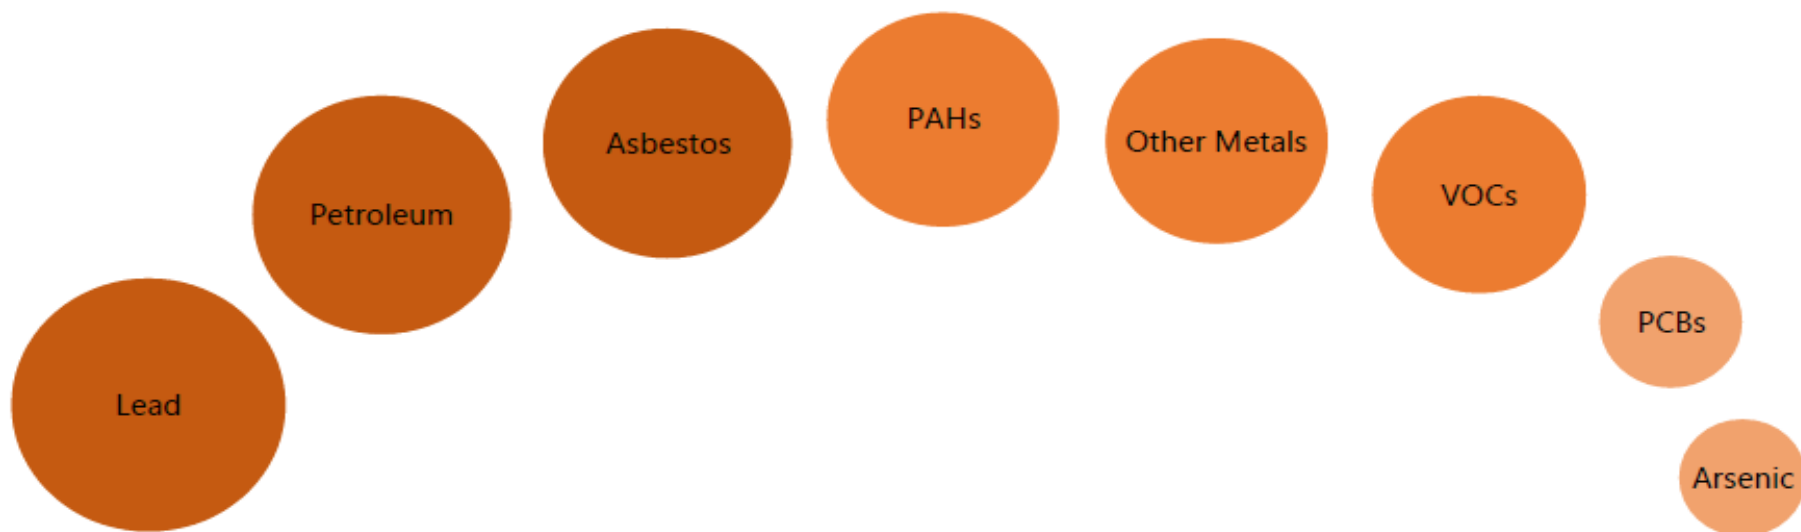 Lead
Petroleum
Asbestos
PAHs
Other Metals
VOCs
PCBs
Arsenic